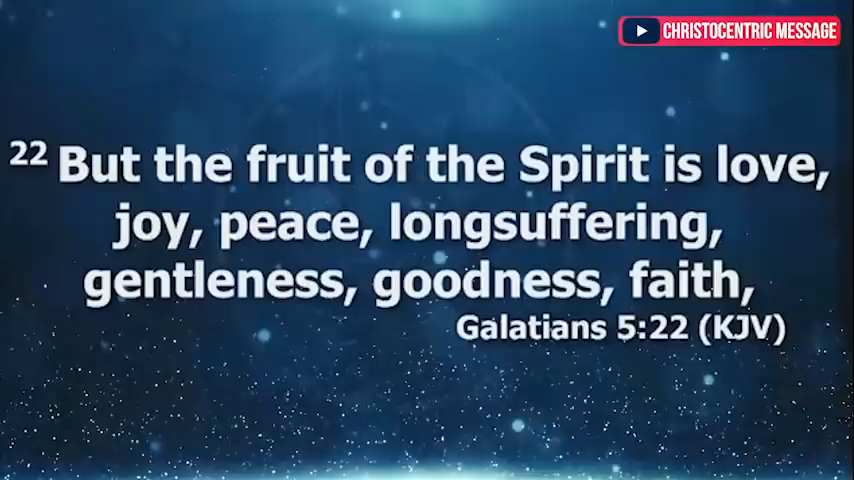 CHRISTOCENTRIC MESSAGE
22 But the fruit of the Spirit is love,
joy, peace, longsuffering,
gentleness, goodness, faith,
Galatians 5:22 (KJV)